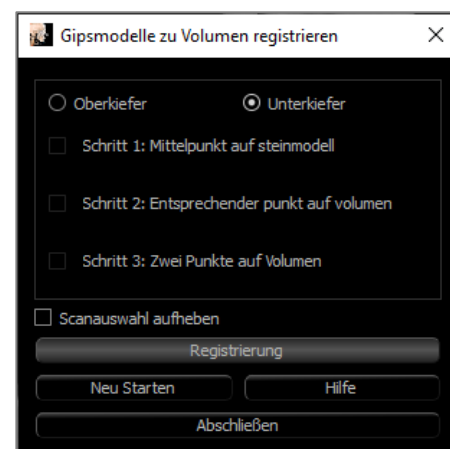 Gipsmodelle zu Volumen registrieren
Oberkiefer Unterkiefer
Schritt 1: Mittelpunkt auf steinmodell
Schritt 2: Entsprechender punkt auf volumen
Schritt 3: Zwei Punkte auf Volumen
Scanauswahl aufheben
Registrierung
Neu Starten Hilfe
Abschließen